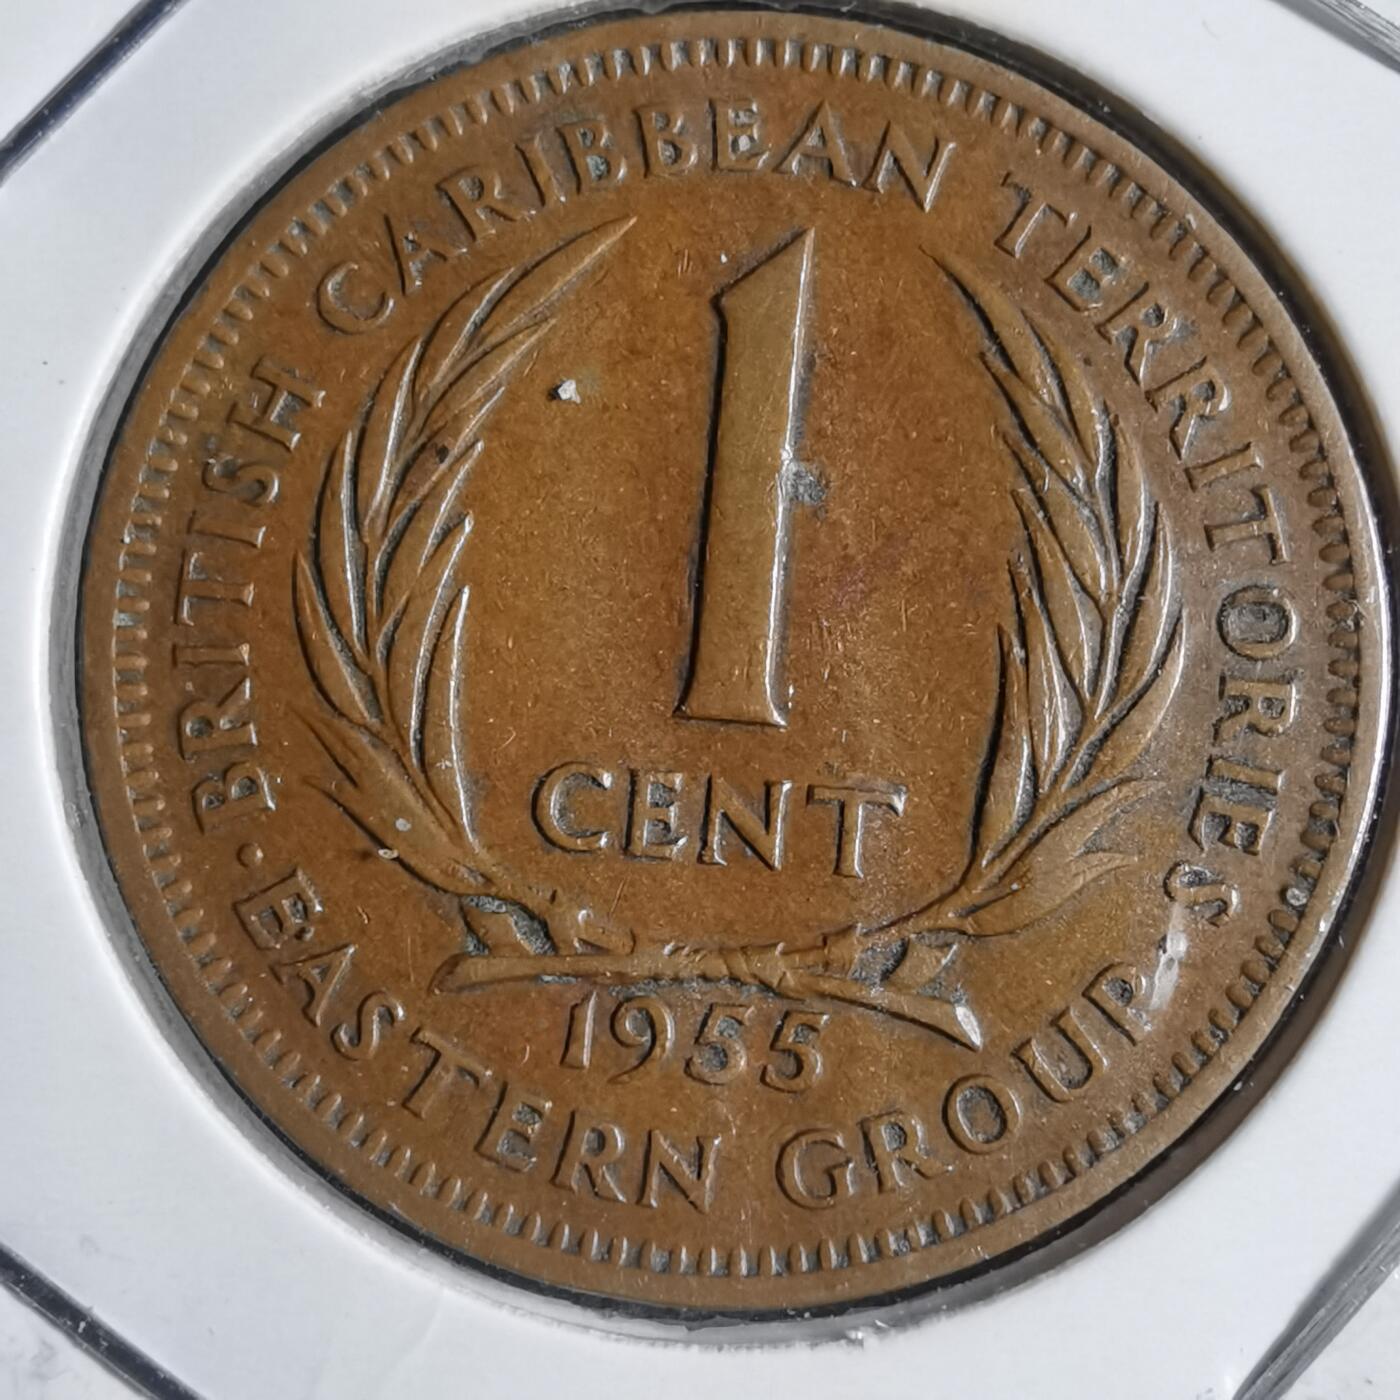 BRITISH CARIBBEAN TERRITORIES
1
CENT
1955
· EASTERN GROUP ·